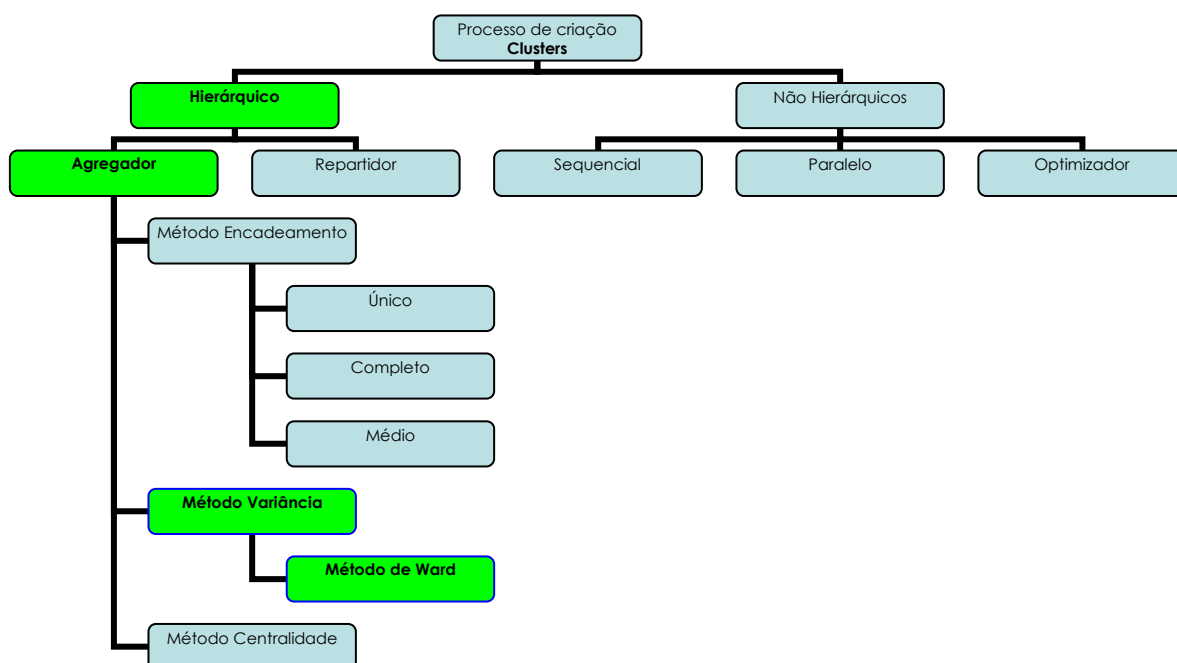 Processo de criação
Clusters
Hierárquico
Não Hierárquicos
Agregador
Repartidor
Sequencial
Paralelo
Optimizador
Método Encadeamento
Único
Completo
Médio
Método Variância
Método de Ward
Método Centralidade